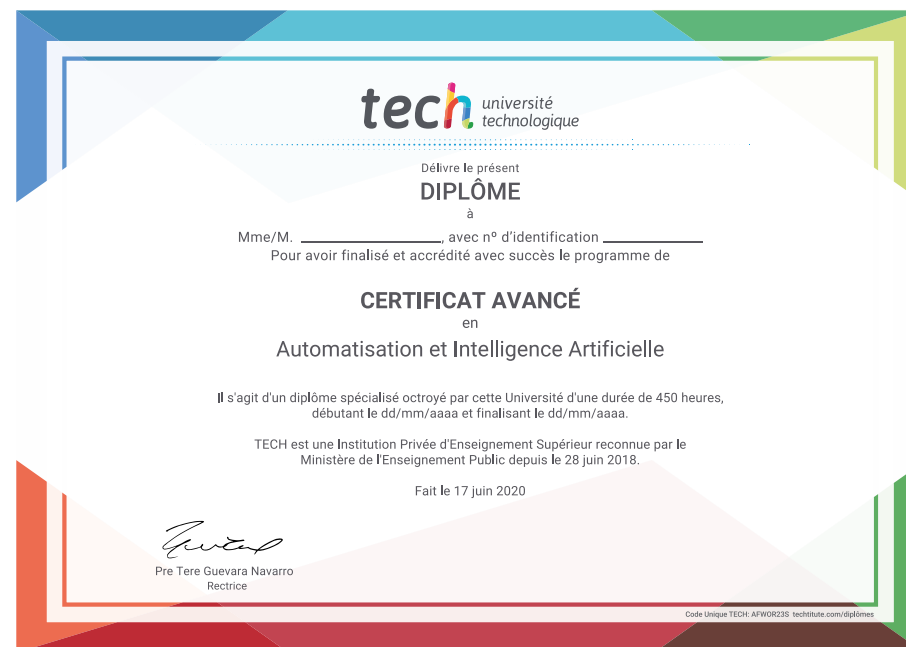 tech université
technologique
Délivre le présent
DIPLÔME
à
Mme/M. ____________________, avec nº d'identification ______________
Pour avoir finalisé et accrédité avec succès le programme de
CERTIFICAT AVANCÉ
en
Automatisation et Intelligence Artificielle
Il s'agit d'un diplôme spécialisé octroyé par cette Université d'une durée de 450 heures,
débutant le dd/mm/aaaa et finalisant le dd/mm/aaaa.
TECH est une Institution Privée d'Enseignement Supérieur reconnue par le
Ministère de l'Enseignement Public depuis le 28 juin 2018.
Fait le 17 juin 2020
Pre Tere Guevara Navarro
Rectrice
Code Unique TECH: AFWOR23S techtitute.com/diplômes